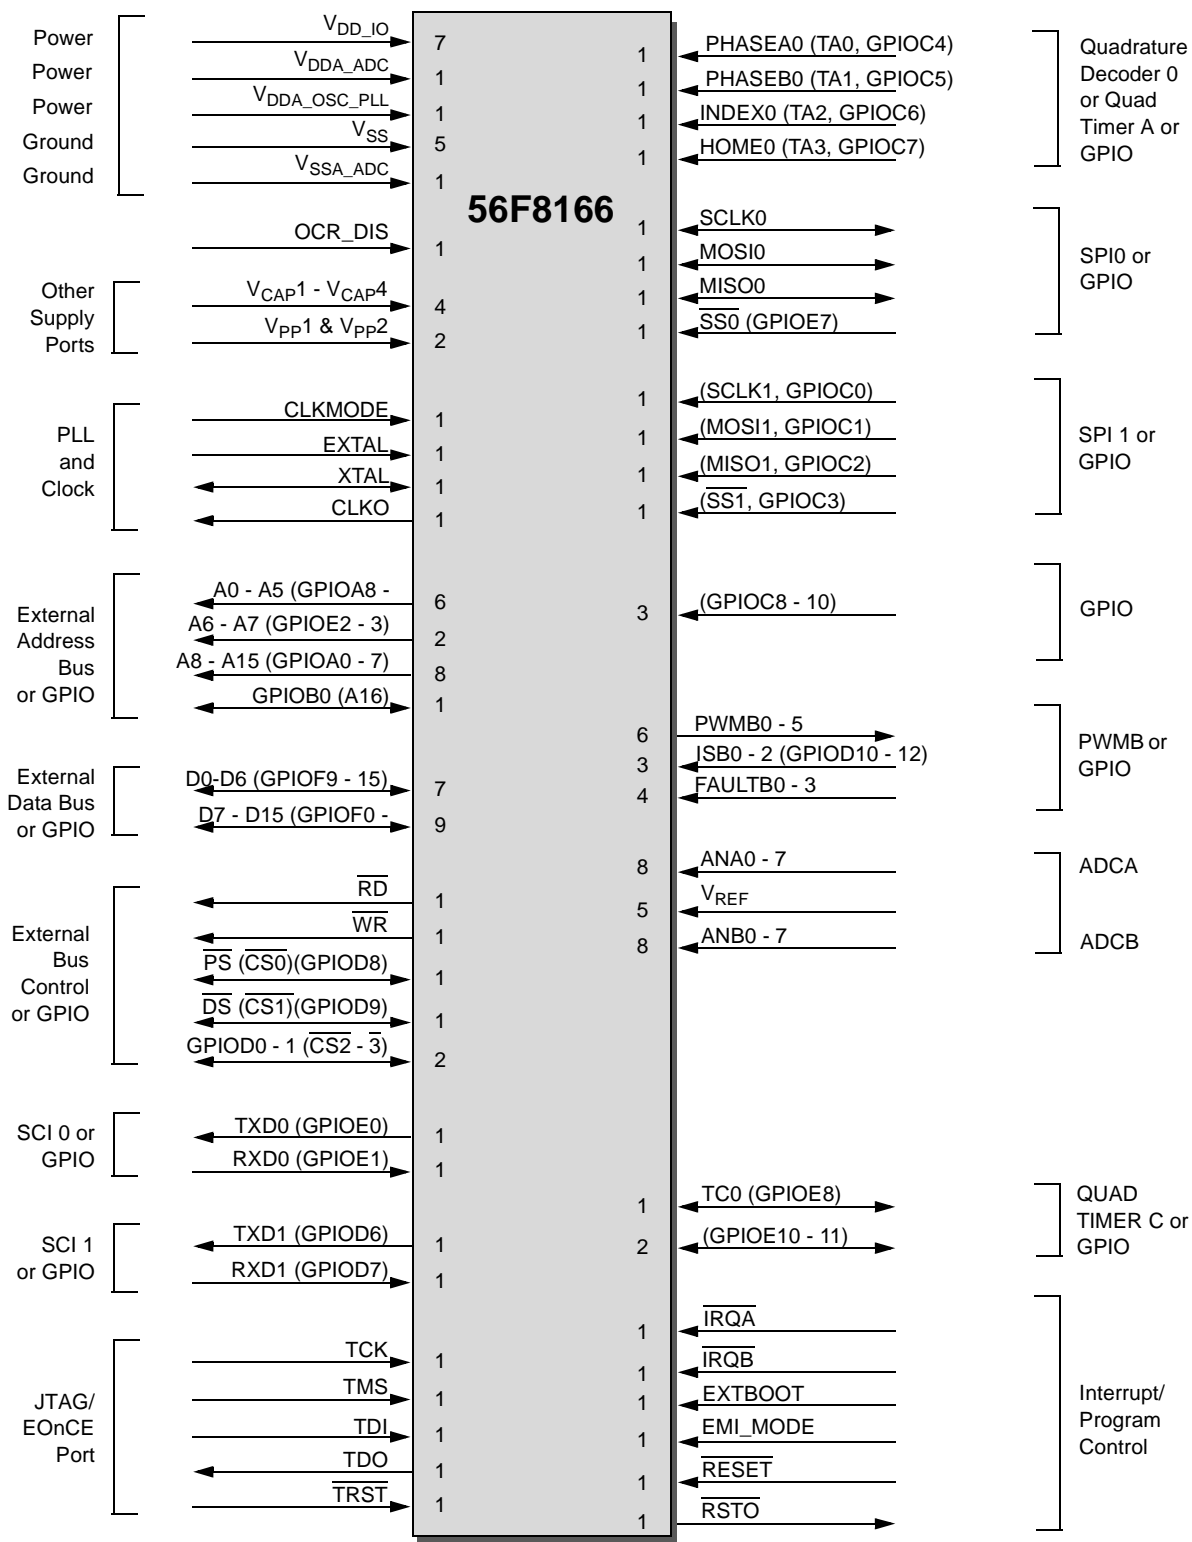 56F8166
Power
Power
Power
Ground
Ground
VDD_IO
7
VDDA_ADC
1
VDDA_OSC_PLL
1
VSS
5
VSSA_ADC
1
OCR_DIS
1
Other
Supply
Ports
VCAP1 - VCAP4
4
VPP1 & VPP2
2
PLL
and
Clock
CLKMODE
1
EXTAL
1
XTAL
1
CLKO
1
External
Address
Bus
or GPIO
A0 - A5 (GPIOA8 -
6
A6 - A7 (GPIOE2 - 3)
2
A8 - A15 (GPIOA0 - 7)
8
GPIOB0 (A16)
1
External
Data Bus
or GPIO
D0-D6 (GPIOF9 - 15)
7
D7 - D15 (GPIOF0 -
9
External
Bus
Control
or GPIO
RD
1
WR
1
PS (CS0)(GPIOD8)
1
DS (CS1)(GPIOD9)
1
GPIOD0 - 1 (CS2 - 3)
2
SCI 0 or
GPIO
TXD0 (GPIOE0)
1
RXD0 (GPIOE1)
1
SCI 1
or GPIO
TXD1 (GPIOD6)
1
RXD1 (GPIOD7)
1
JTAG/
EOnCE
Port
TCK
1
TMS
1
TDI
1
TDO
1
TRST
1
1
PHASEA0 (TA0, GPIOC4)
1
PHASEB0 (TA1, GPIOC5)
1
INDEX0 (TA2, GPIOC6)
1
HOME0 (TA3, GPIOC7)
Quadrature
Decoder 0
or Quad
Timer A or
GPIO
1
SCLK0
1
MOSI0
1
MISO0
1
SS0 (GPIOE7)
SPI0 or
GPIO
1
(SCLK1, GPIOC0)
1
(MOSI1, GPIOC1)
1
(MISO1, GPIOC2)
1
(SS1, GPIOC3)
SPI 1 or
GPIO
3
(GPIOC8 - 10)
GPIO
6
PWMB0 - 5
3
ISB0 - 2 (GPIOD10 - 12)
4
FAULTB0 - 3
PWMB or
GPIO
8
ANA0 - 7
5
VREF
8
ANB0 - 7
ADCA
ADCB
1
TC0 (GPIOE8)
2
(GPIOE10 - 11)
QUAD
TIMER C or
GPIO
1
IRQA
1
IRQB
1
EXTBOOT
1
EMI_MODE
1
RESET
1
RSTO
Interrupt/
Program
Control